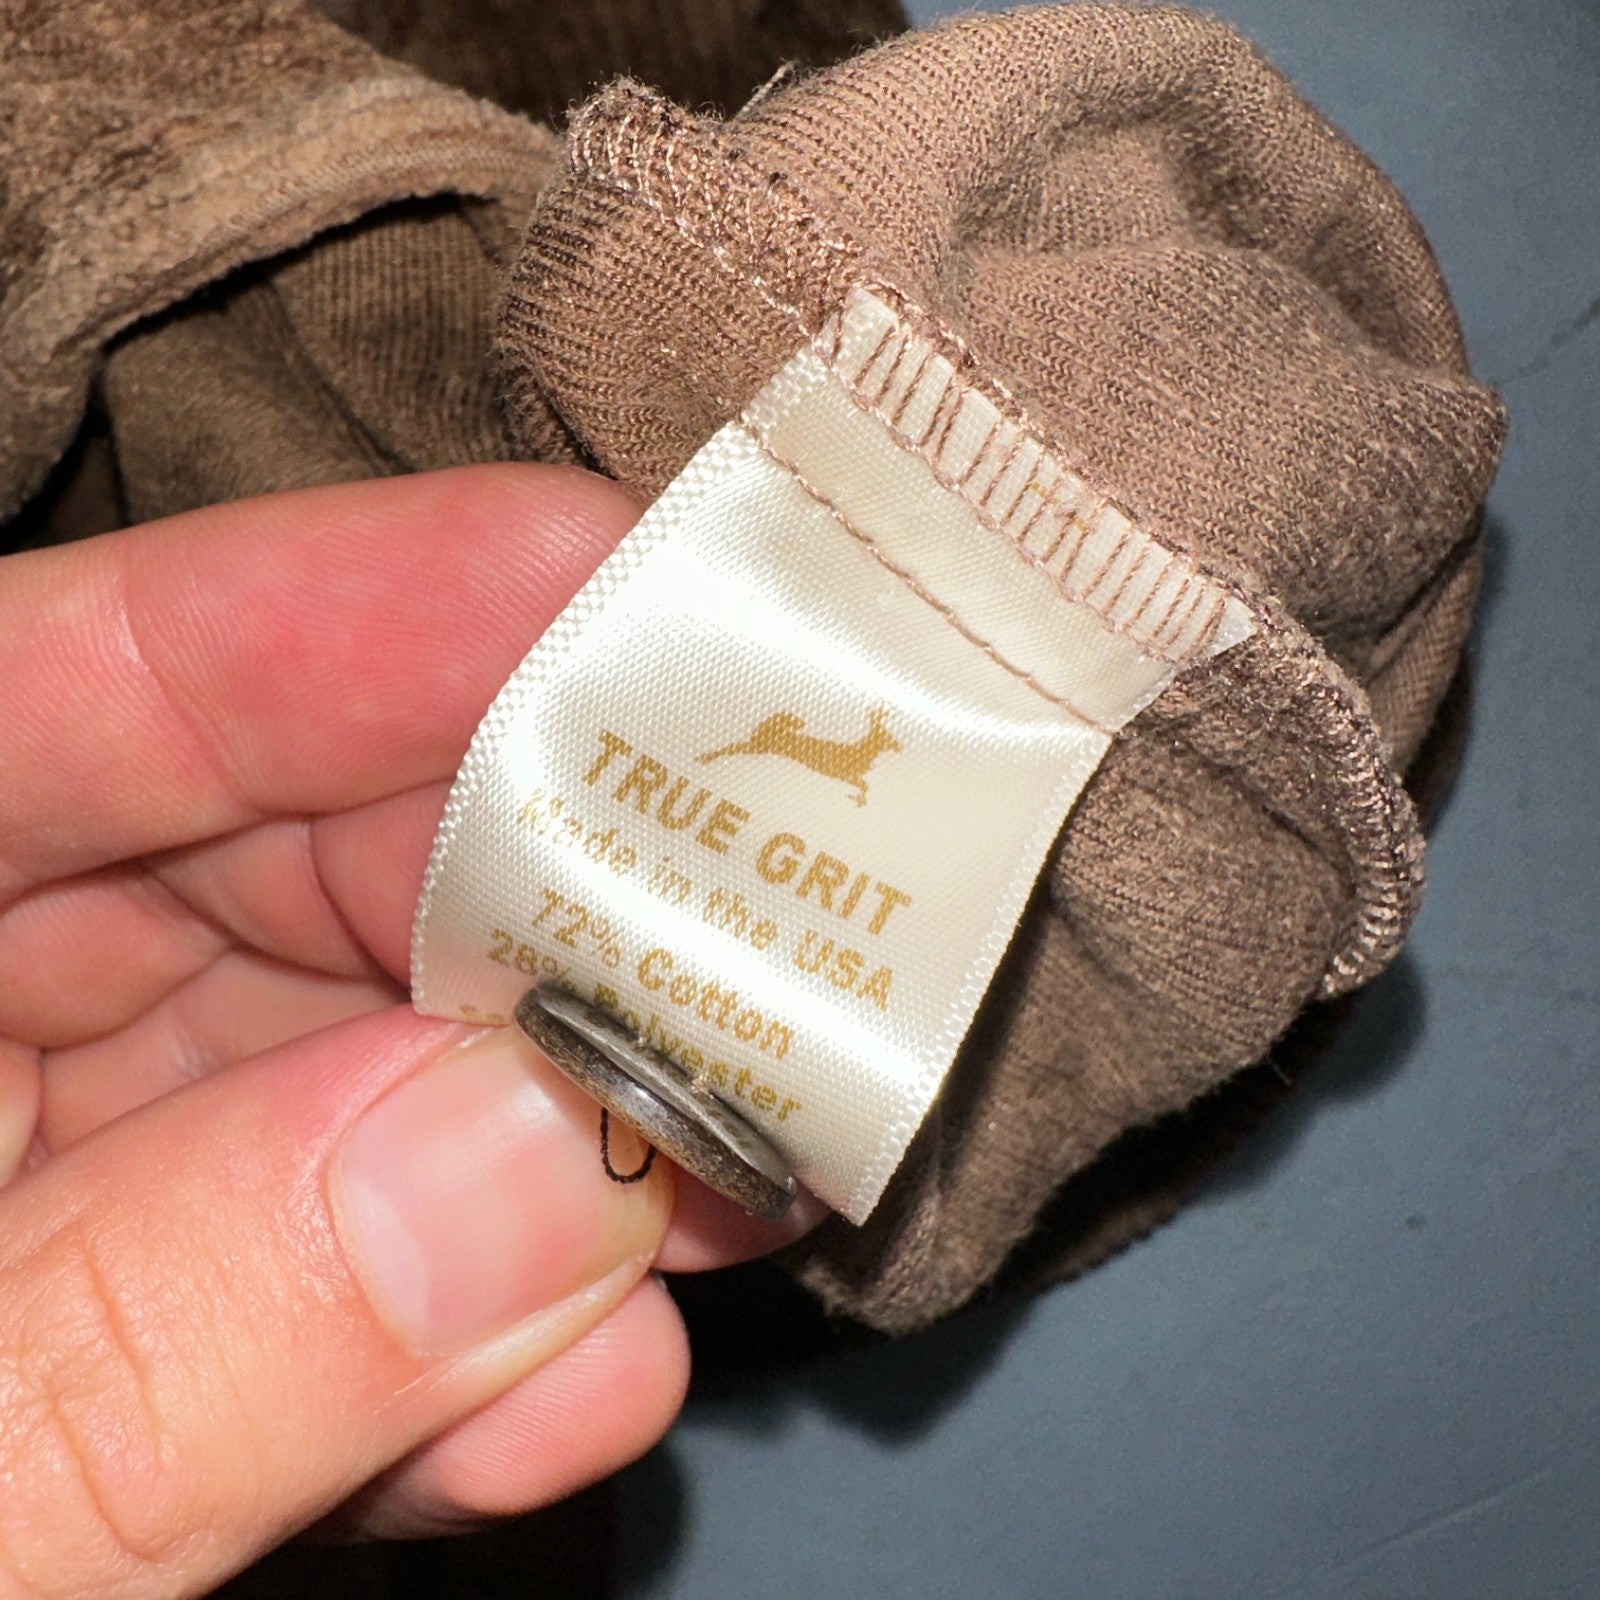 TRUE GRIT
Made in the USA
72% Cotton
28% Polyester